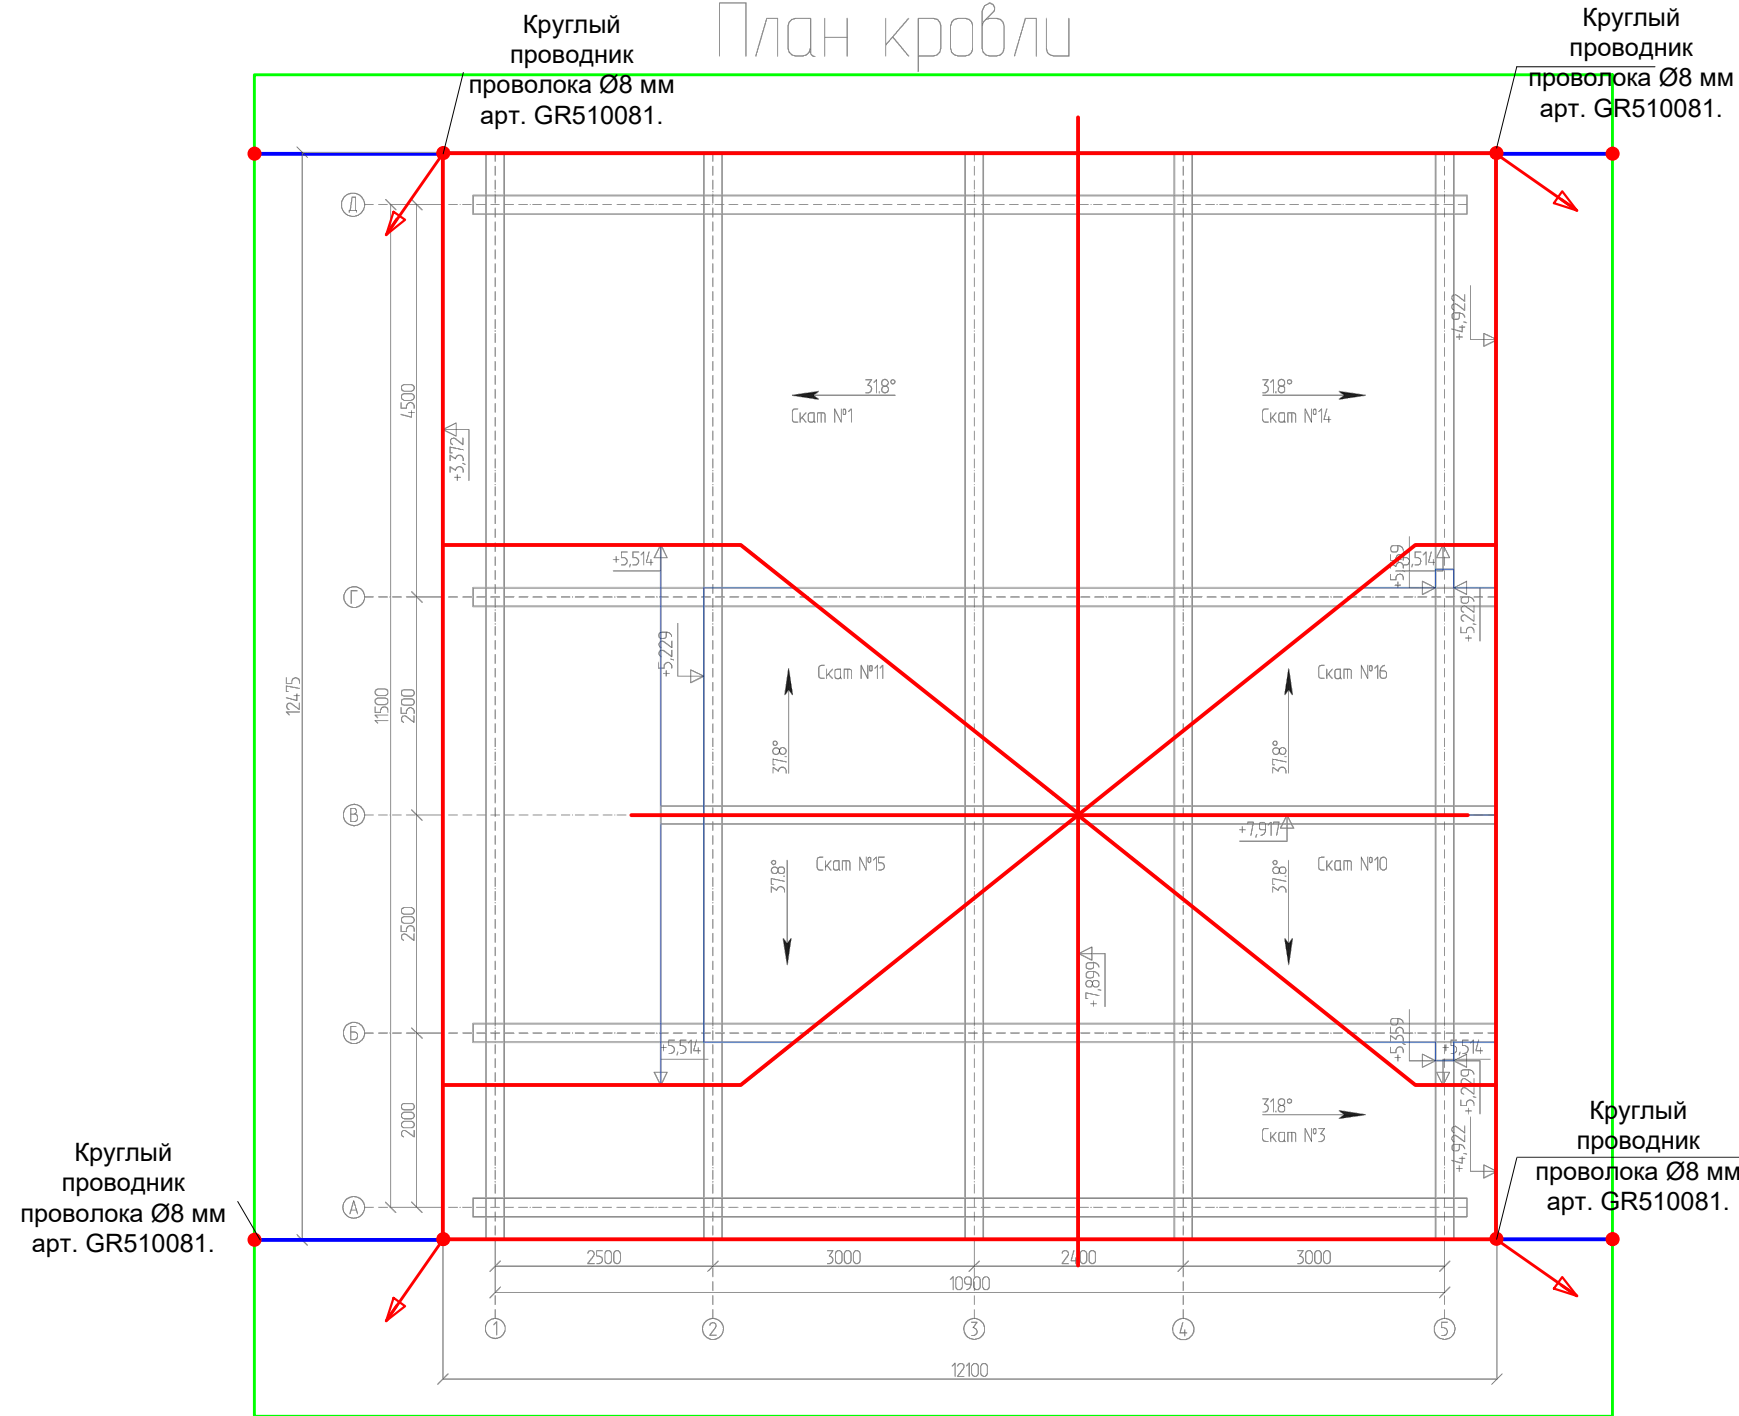 План кровли
Круглый
проводник
проволока Ø8 мм
арт. GR510081.
Круглый
проводник
проволока Ø8 мм
арт. GR510081.
Д
+4,922
4500
31.8°
Скат №1
31.8°
Скат №14
+3,372
+5,514
+5,359
+5,514
Г
+5,229
+5,229
12475
11500
2500
Скат №11
37.8°
Скат №16
37.8°
В
+7,917
37.8°
Скат №15
37.8°
Скат №10
2500
+7,899
Б
+5,514
+5,359
+5,514
+5,229
2000
31.8°
Скат №3
+4,922
А
Круглый
проводник
проволока Ø8 мм
арт. GR510081.
Круглый
проводник
проволока Ø8 мм
арт. GR510081.
2500
3000
2400
3000
10900
1
2
3
4
5
12100